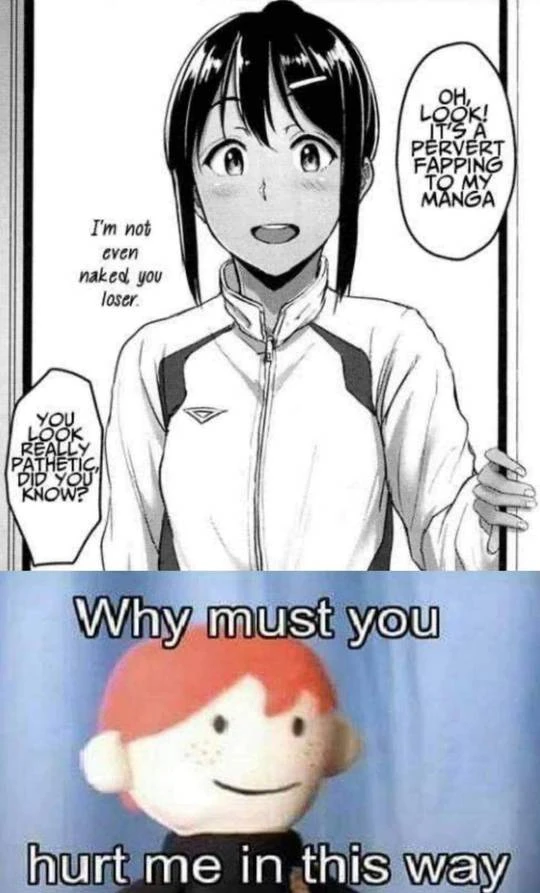 OH,
LOOK!
IT'S A
PERVERT
FAPPING
TO MY
MANGA
I'm not
even
naked, you
loser.
YOU
LOOK
REALLY
PATHETIC,
DID YOU
KNOW?
Why must you
hurt me in this way